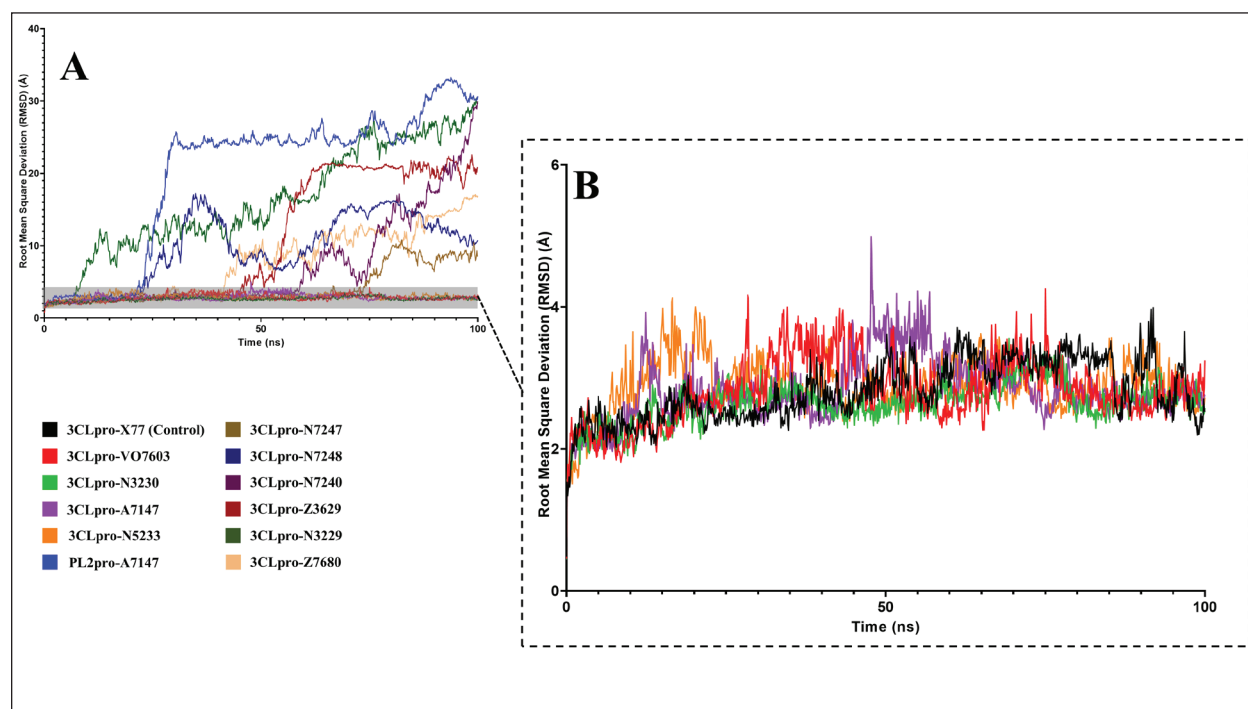 A
Root Mean Square Deviation (RMSD) (Å)
40
30
20
10
0
0
50
100
Time (ns)
3CLpro-X77 (Control)
3CLpro-VO7603
3CLpro-N3230
3CLpro-A7147
3CLpro-N5233
PL2pro-A7147
3CLpro-N7247
3CLpro-N7248
3CLpro-N7240
3CLpro-Z3629
3CLpro-N3229
3CLpro-Z7680
B
Root Mean Square Deviation (RMSD) (Å)
6
4
2
0
0
50
100
Time (ns)